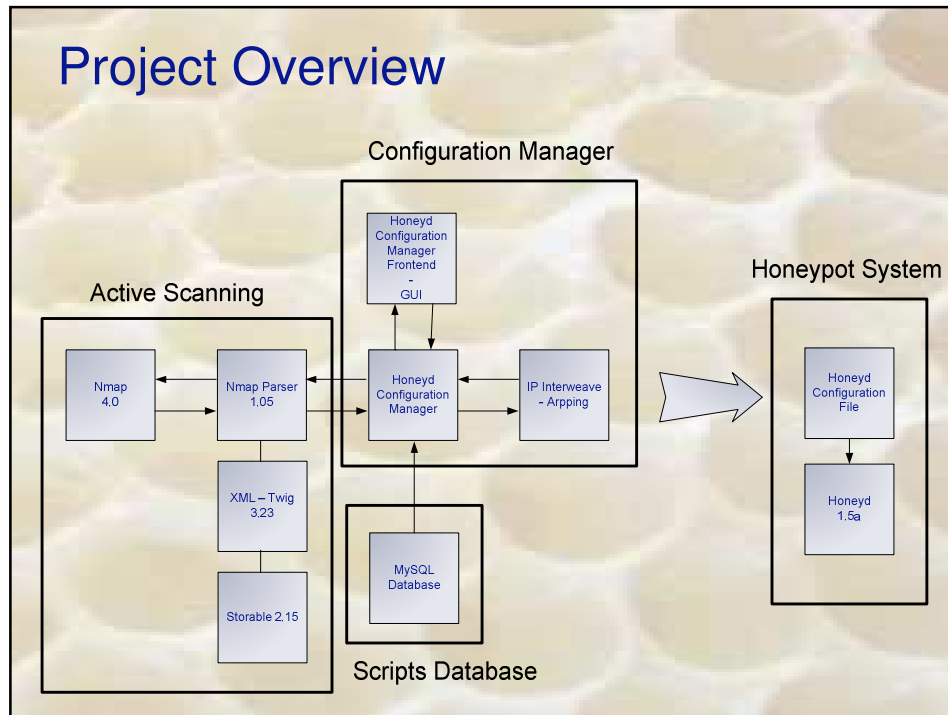 Project Overview
Configuration Manager
Honeyd
Configuration
Manager
Frontend
-
GUI
Honeypot System
Active Scanning
Nmap
4.0
Nmap Parser
1.05
Honeyd
Configuration
Manager
IP Interweave
- Arpping
Honeyd
Configuration
File
XML – Twig
3.23
Honeyd
1.5a
MySQL
Database
Storable 2.15
Scripts Database